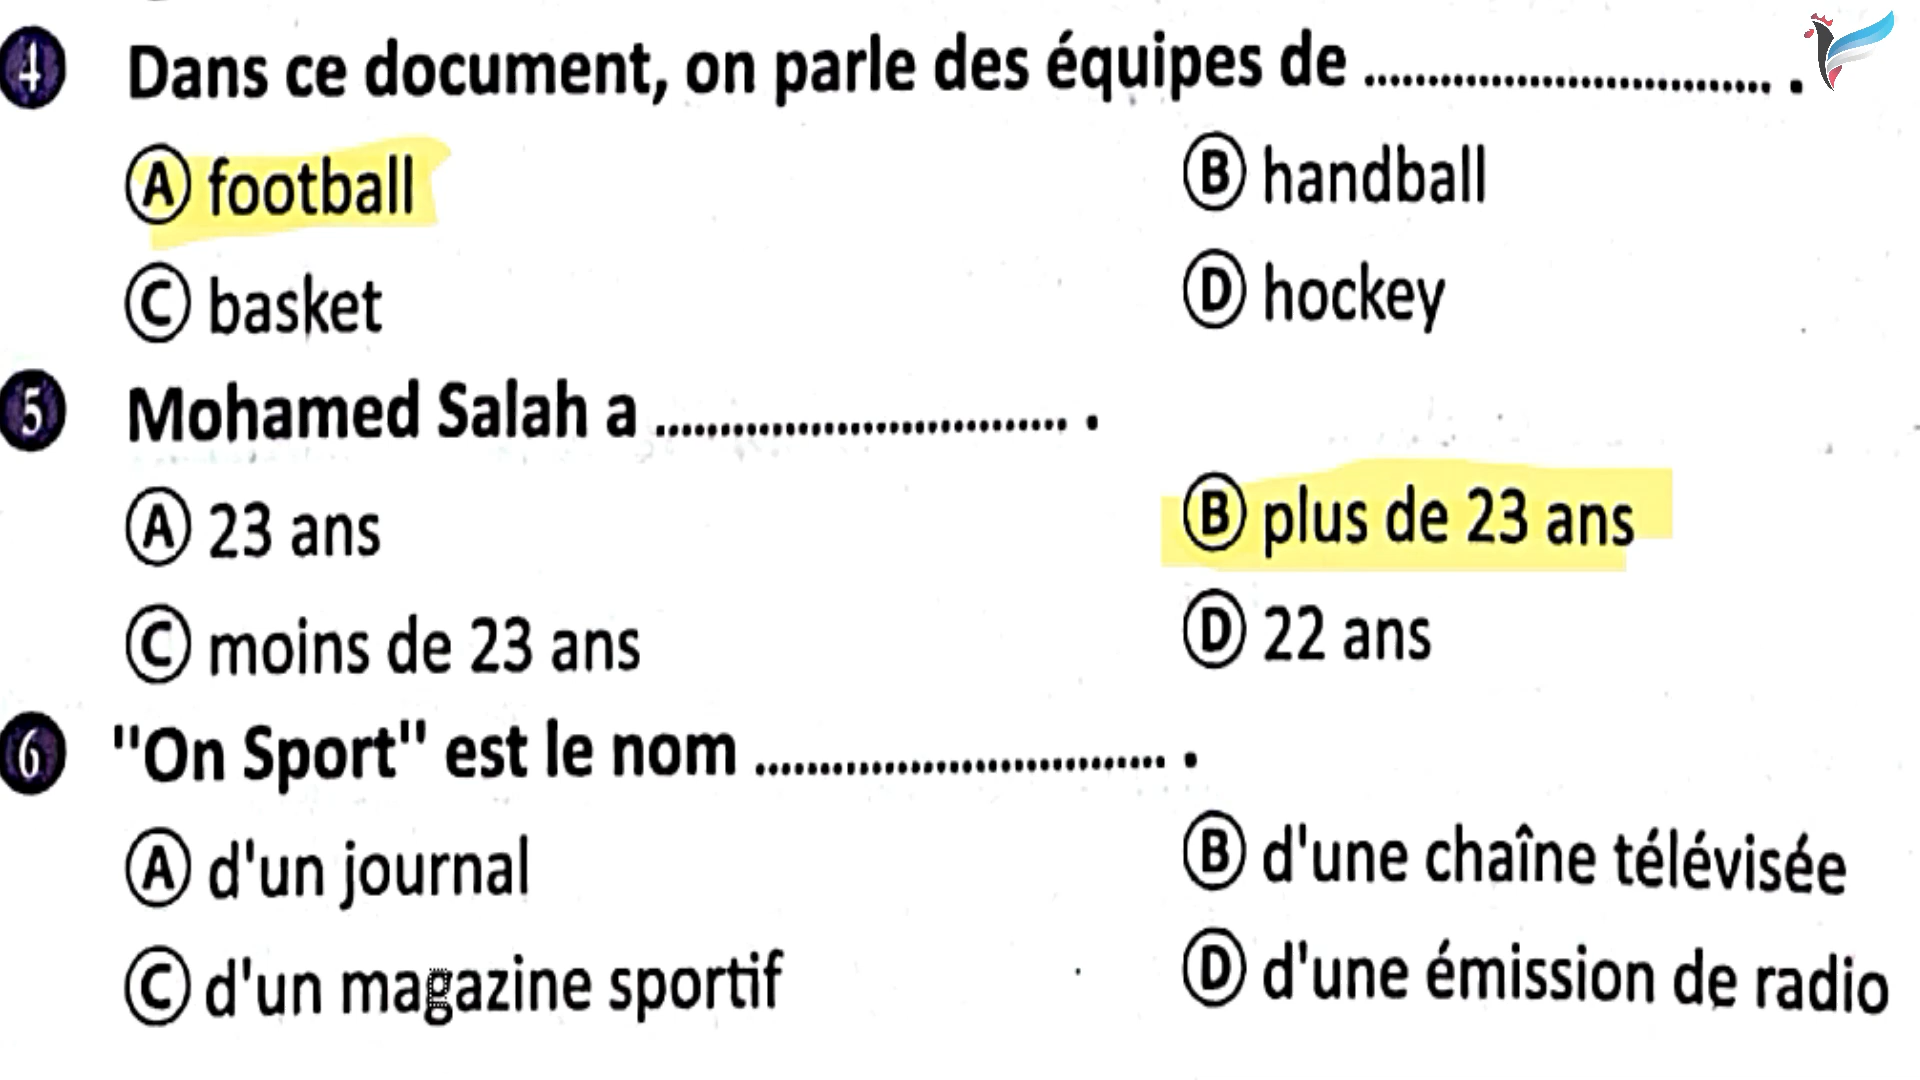 4 Dans ce document, on parle des équipes de .............................. .
A football B handball
C basket D hockey
5 Mohamed Salah a .............................. .
A 23 ans B plus de 23 ans
C moins de 23 ans D 22 ans
6 "On Sport" est le nom .............................. .
A d'un journal B d'une chaîne télévisée
C d'un magazine sportif D d'une émission de radio